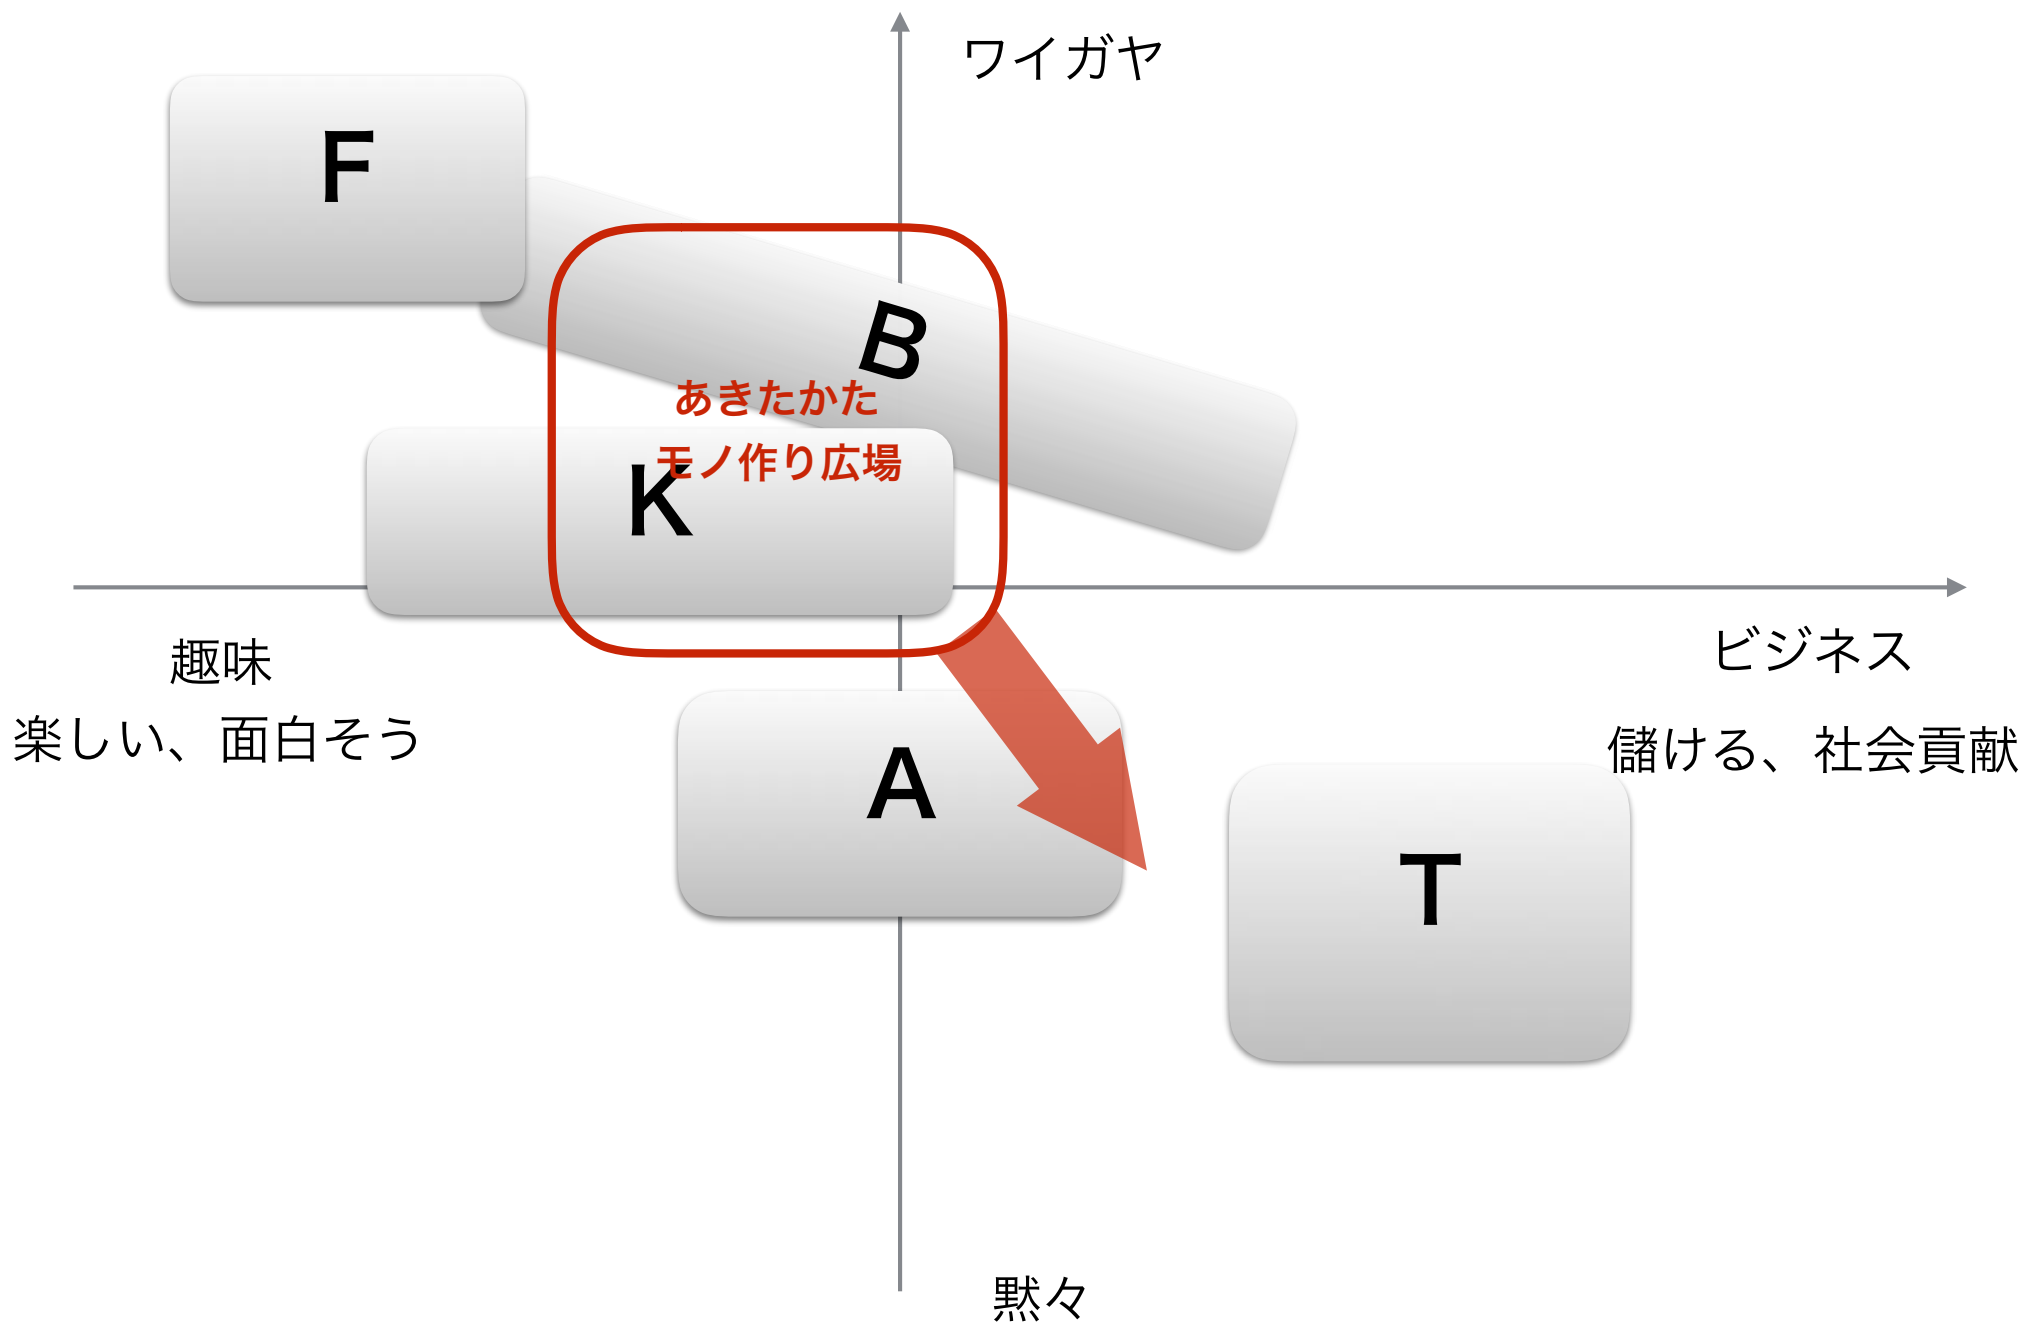 ワイガヤ
F
B
あきたかた
モノ作り広場
K
趣味
楽しい、面白そう
ビジネス
儲ける、社会貢献
A
T
黙々